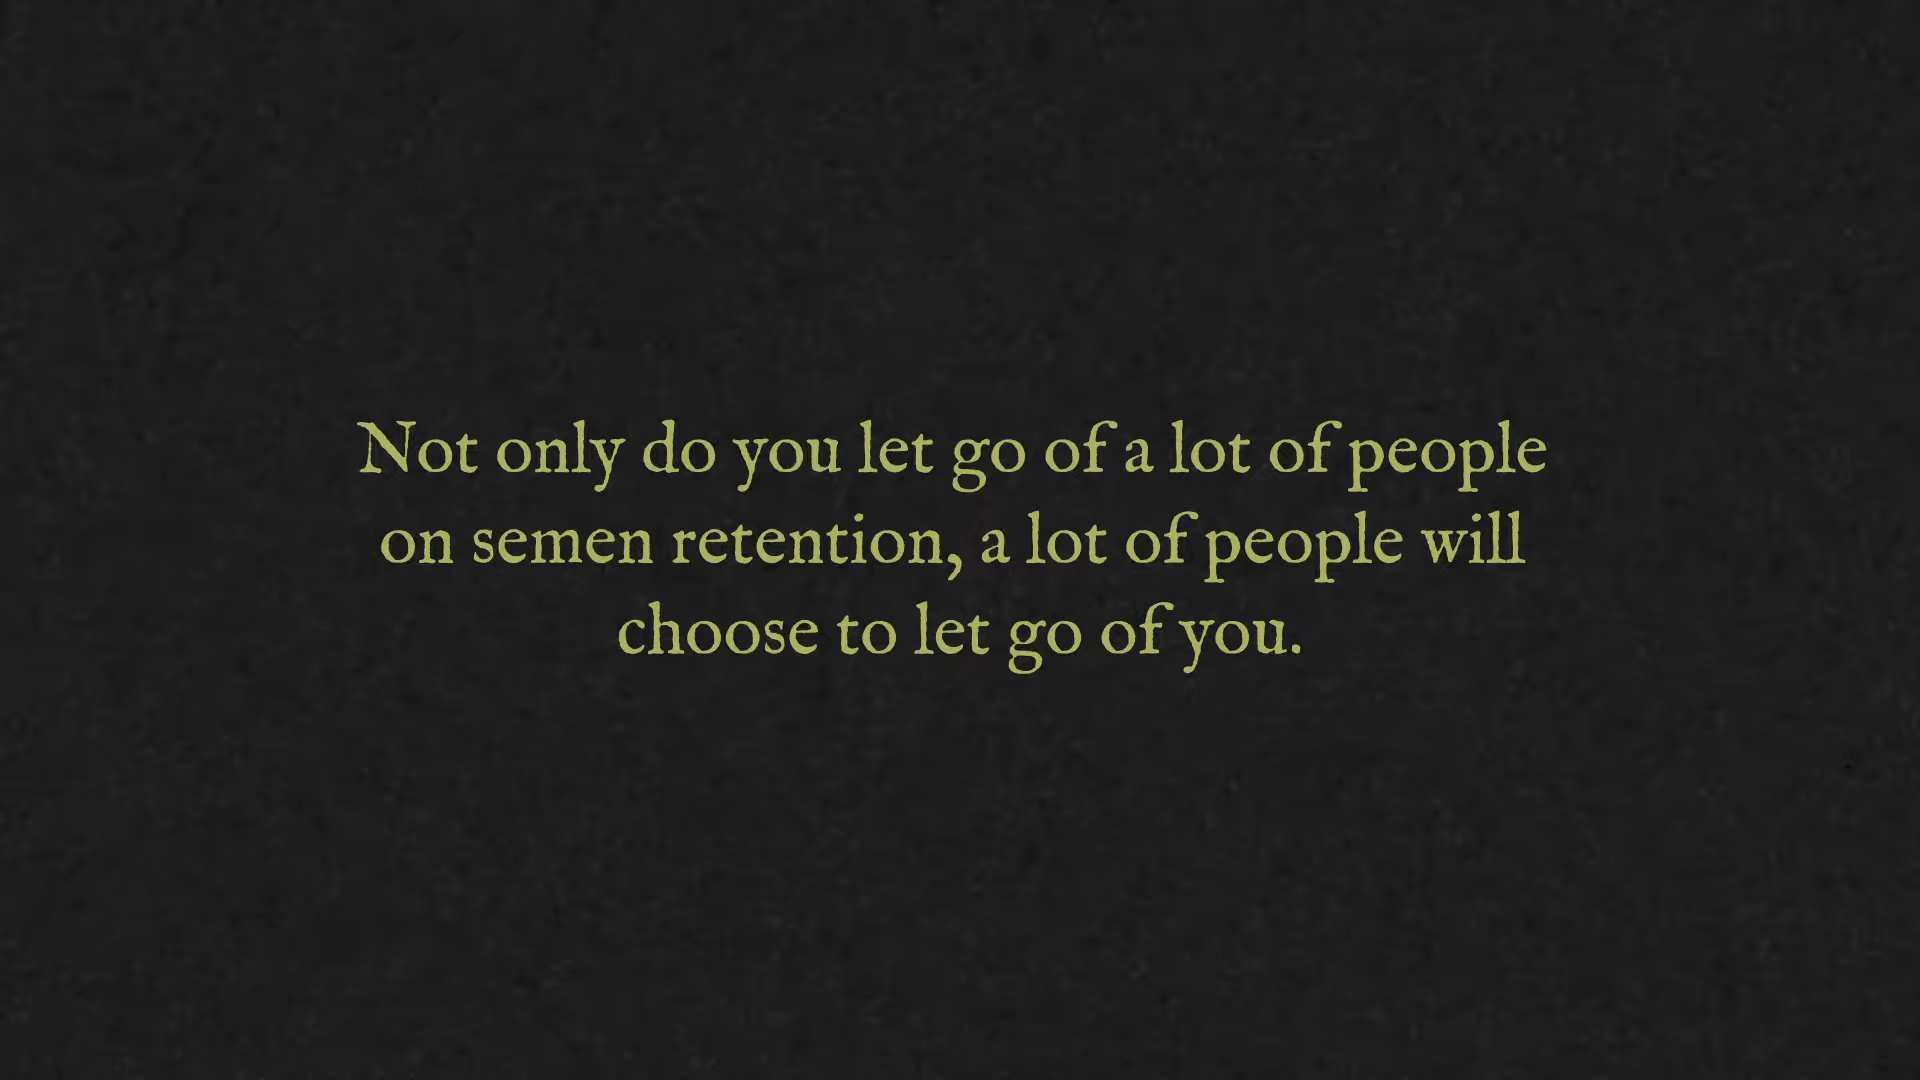 Not only do you let go of a lot of people
on semen retention, a lot of people will
choose to let go of you.